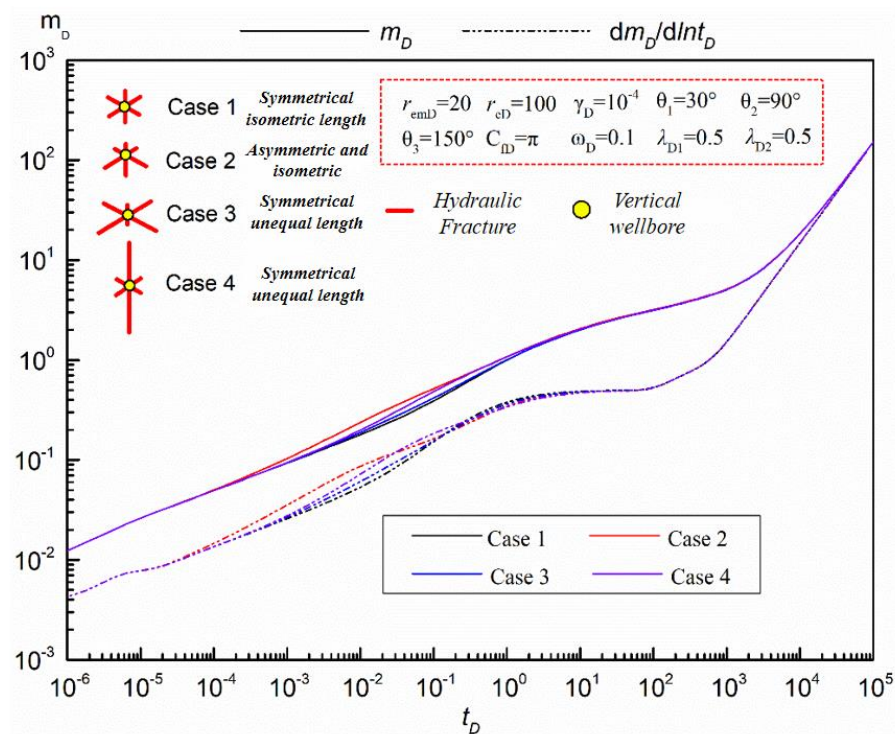 m_D
m_D dm_D/dlnt_D
10^3
10^2
10^1
10^0
10^-1
10^-2
10^-3
Case 1 Symmetrical isometric length
Case 2 Asymmetric and isometric
Case 3 Symmetrical unequal length
Case 4 Symmetrical unequal length
r_emD=20 r_cD=100 γ_D=10^-4 θ_1=30° θ_2=90°
θ_3=150° C_fD=π ω_D=0.1 λ_D1=0.5 λ_D2=0.5
Hydraulic Fracture
Vertical wellbore
Case 1 Case 2
Case 3 Case 4
10^-6 10^-5 10^-4 10^-3 10^-2 10^-1 10^0 10^1 10^2 10^3 10^4 10^5
t_D